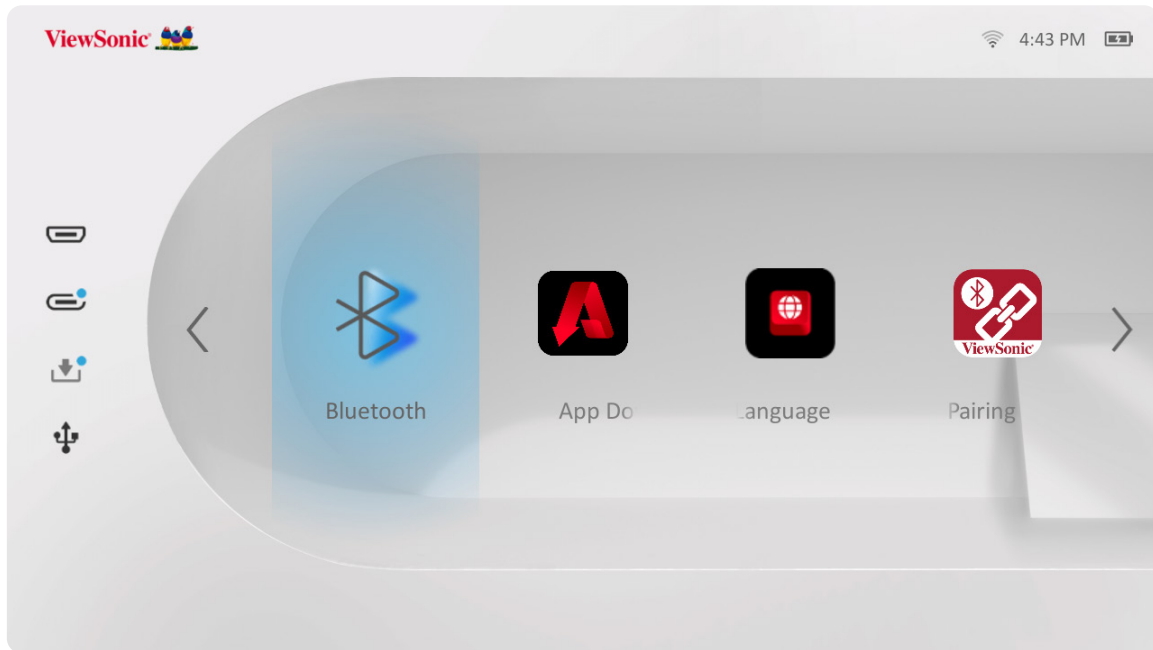 ViewSonic
4:43 PM
ViewSonic
Bluetooth
App Do
Language
Pairing